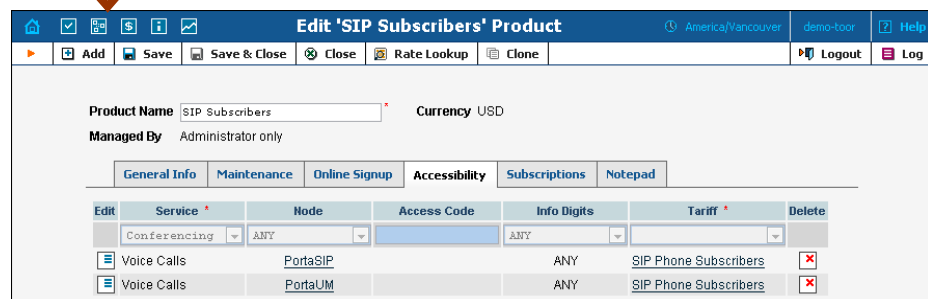 Edit 'SIP Subscribers' Product America/Vancouver demo-toor ? Help
Add Save Save & Close Close Rate Lookup Clone Logout Log
Product Name SIP Subscribers * Currency USD
Managed By Administrator only
General Info Maintenance Online Signup Accessibility Subscriptions Notepad
Edit Service * Node Access Code Info Digits Tariff * Delete
Conferencing ANY ANY
Voice Calls PortaSIP ANY SIP Phone Subscribers
Voice Calls PortaUM ANY SIP Phone Subscribers